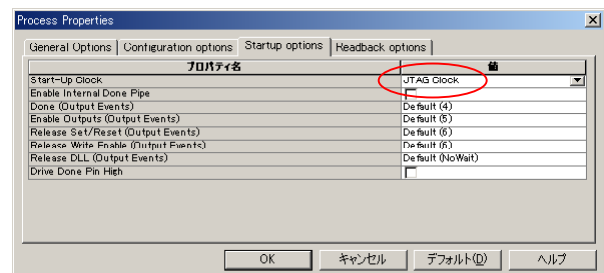 Process Properties
General Options Configuration options Startup options Readback options
プロパティ名 値
Start-Up Clock JTAG Clock
Enable Internal Done Pipe
Done (Output Events) Default (4)
Enable Outputs (Output Events) Default (5)
Release Set/Reset (Output Events) Default (6)
Release Write Enable (Output Events) Default (6)
Release DLL (Output Events) Default (NoWait)
Drive Done Pin High
OK キャンセル デフォルト(D) ヘルプ